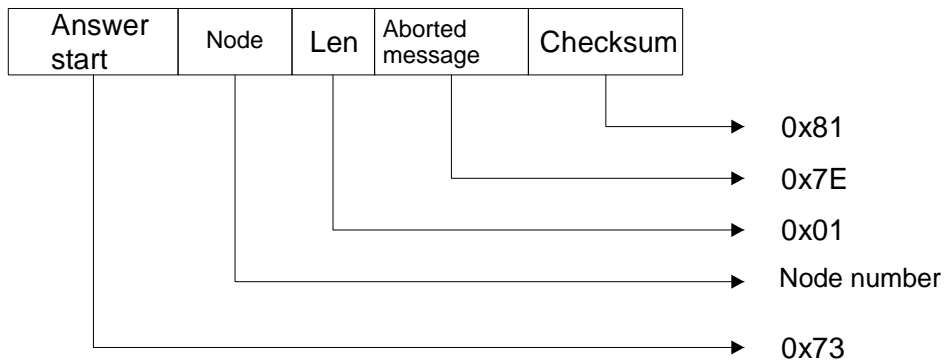 Answer
start
Node
Len
Aborted
message
Checksum
0x81
0x7E
0x01
Node number
0x73